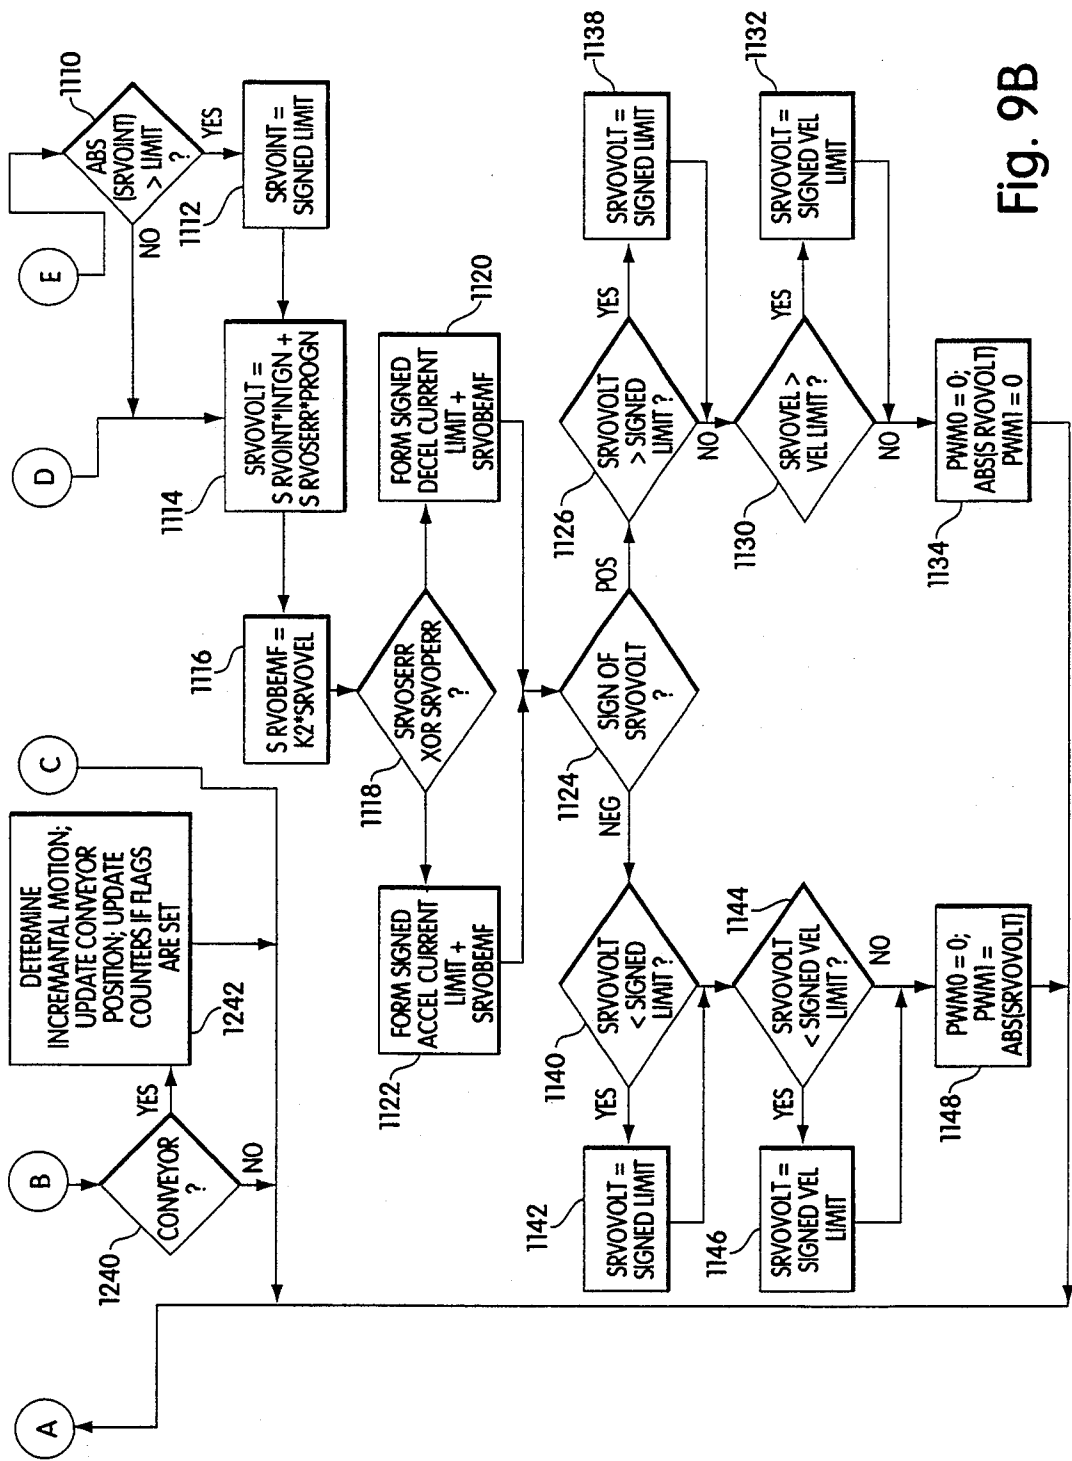 A
B
C
D
E
1240
CONVEYOR
?
YES
NO
DETERMINE
INCREMANTAL MOTION;
UPDATE CONVEYOR
POSITION; UPDATE
COUNTERS IF FLAGS
ARE SET
1242
1110
ABS
(SRVOINT)
> LIMIT
?
YES
NO
1112
SRVOINT =
SIGNED LIMIT
1114
SRVOVOLT =
S RVOINT*INTGN +
S RVOSERR*PROGN
1116
S RVOBEMF =
K2*SRVOVEL
1118
SRVOSERR
XOR SRVOPERR
?
1122
FORM SIGNED
ACCEL CURRENT
LIMIT +
SRVOBEMF
1120
FORM SIGNED
DECEL CURRENT
LIMIT +
SRVOBEMF
1124
SIGN OF
SRVOVOLT
?
NEG
POS
1140
SRVOVOLT
< SIGNED
LIMIT ?
YES
1142
SRVOVOLT =
SIGNED LIMIT
1144
SRVOVOLT
< SIGNED VEL
LIMIT ?
YES
NO
1146
SRVOVOLT =
SIGNED VEL
LIMIT
1148
PWM0 = 0;
PWM1 =
ABS(SRVOVOLT)
1126
SRVOVOLT
> SIGNED
LIMIT ?
YES
NO
1138
SRVOVOLT =
SIGNED LIMIT
1130
SRVOVEL >
VEL LIMIT ?
YES
NO
1132
SRVOVOLT =
SIGNED VEL
LIMIT
1134
PWM0 = 0;
ABS(S RVOVOLT)
PWM1 = 0
Fig. 9B